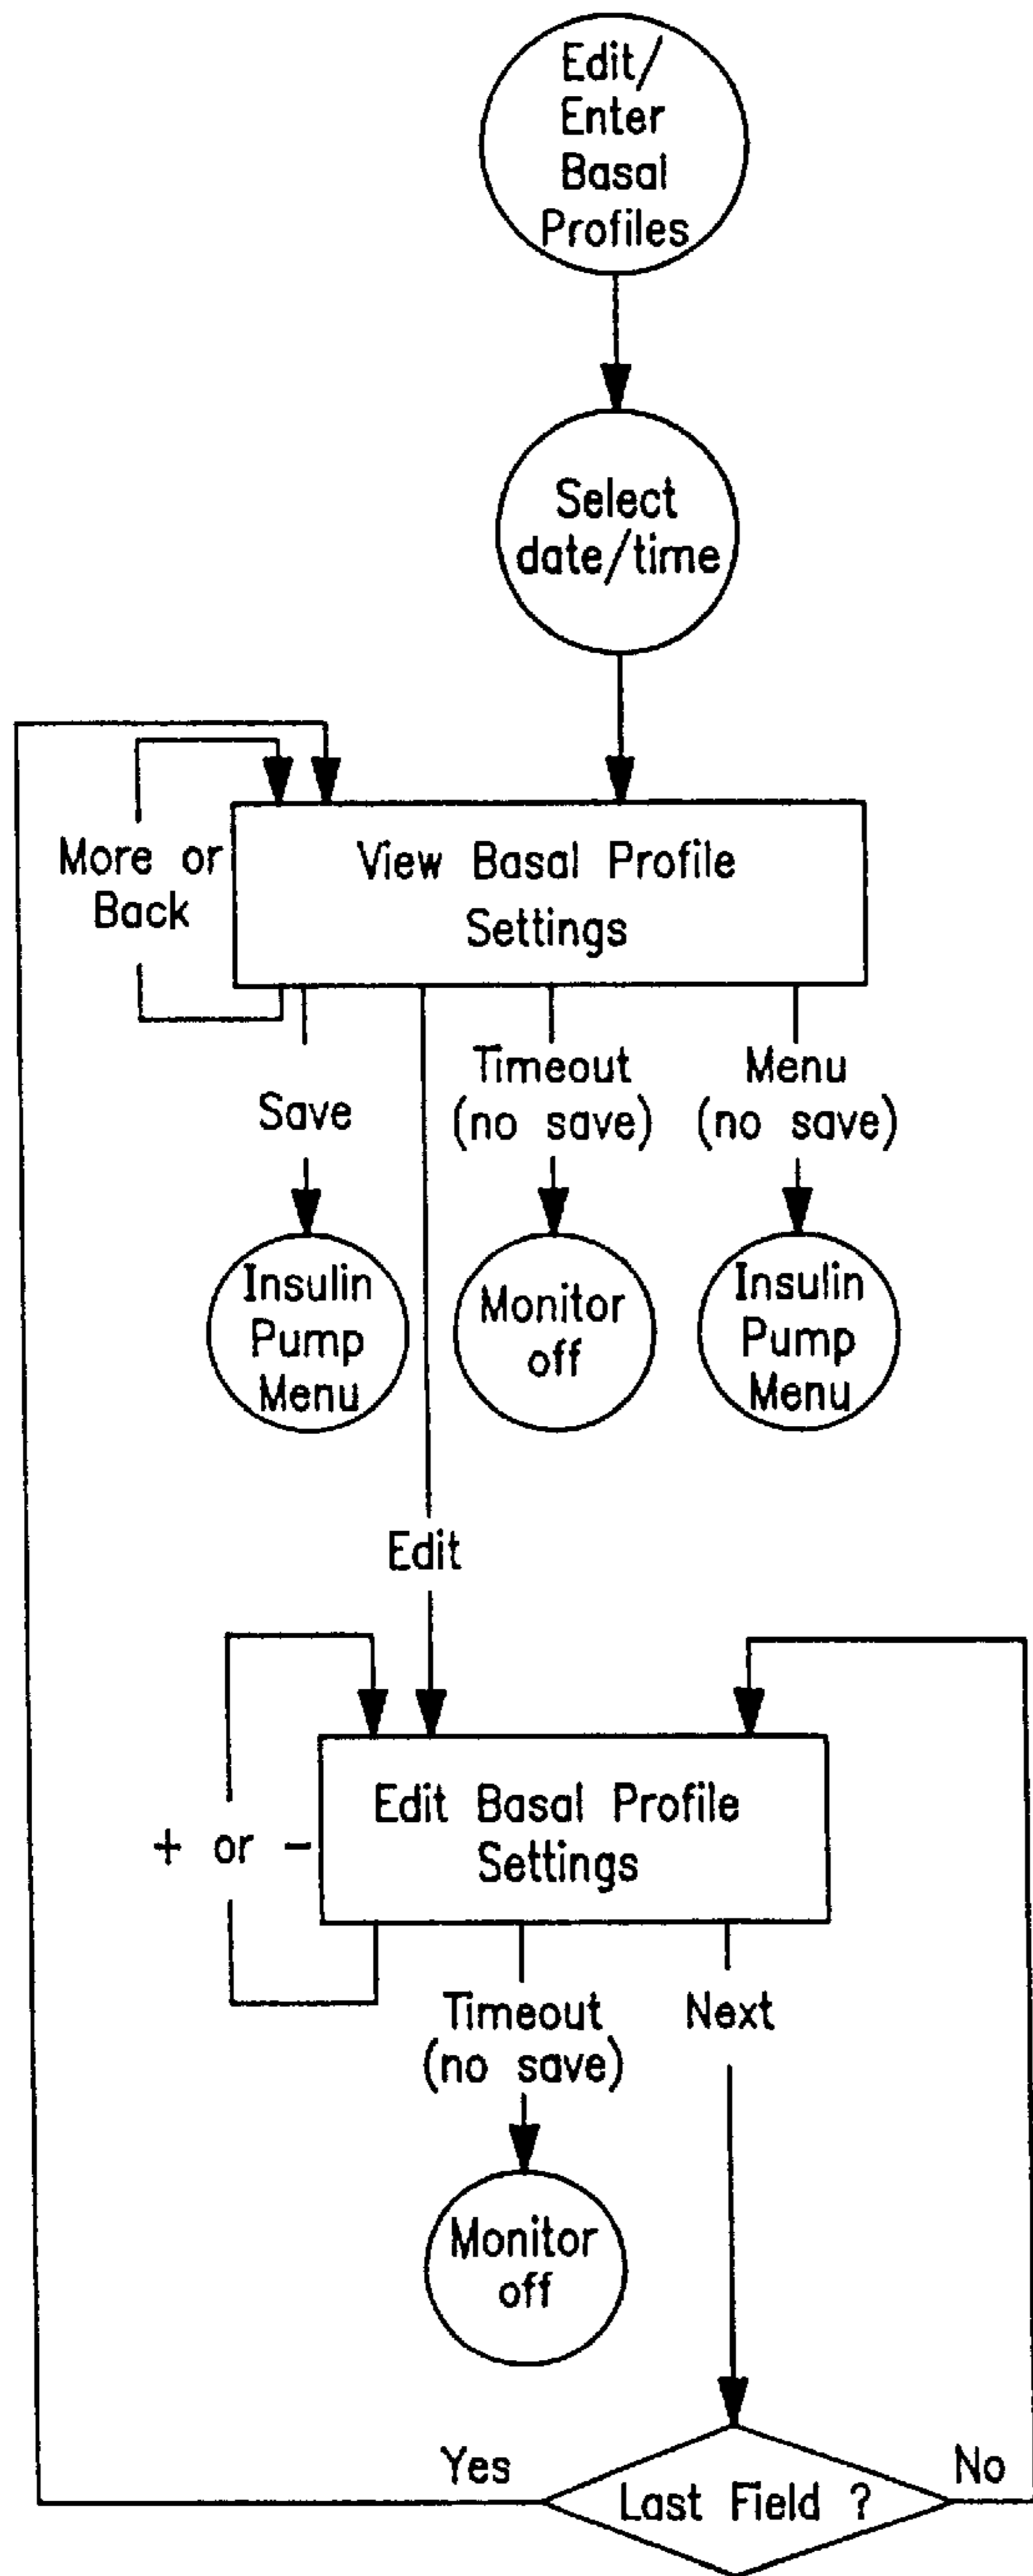 Edit/
Enter
Basal
Profiles
Select
date/time
More or
Back
View Basal Profile
Settings
Save
Timeout
(no save)
Menu
(no save)
Insulin
Pump
Menu
Monitor
off
Insulin
Pump
Menu
Edit
+ or -
Edit Basal Profile
Settings
Timeout
(no save)
Next
Monitor
off
Yes
Last Field ?
No